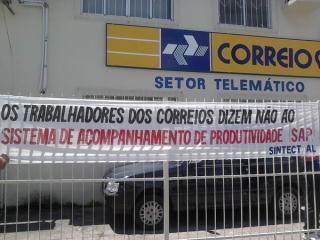 CORREIOS
SETOR TELEMÁTICO
OS TRABALHADORES DOS CORREIOS DIZEM NÃO AO
SISTEMA DE ACOMPANHAMENTO DE PRODUTIVIDADE SAP
SINTECT AL